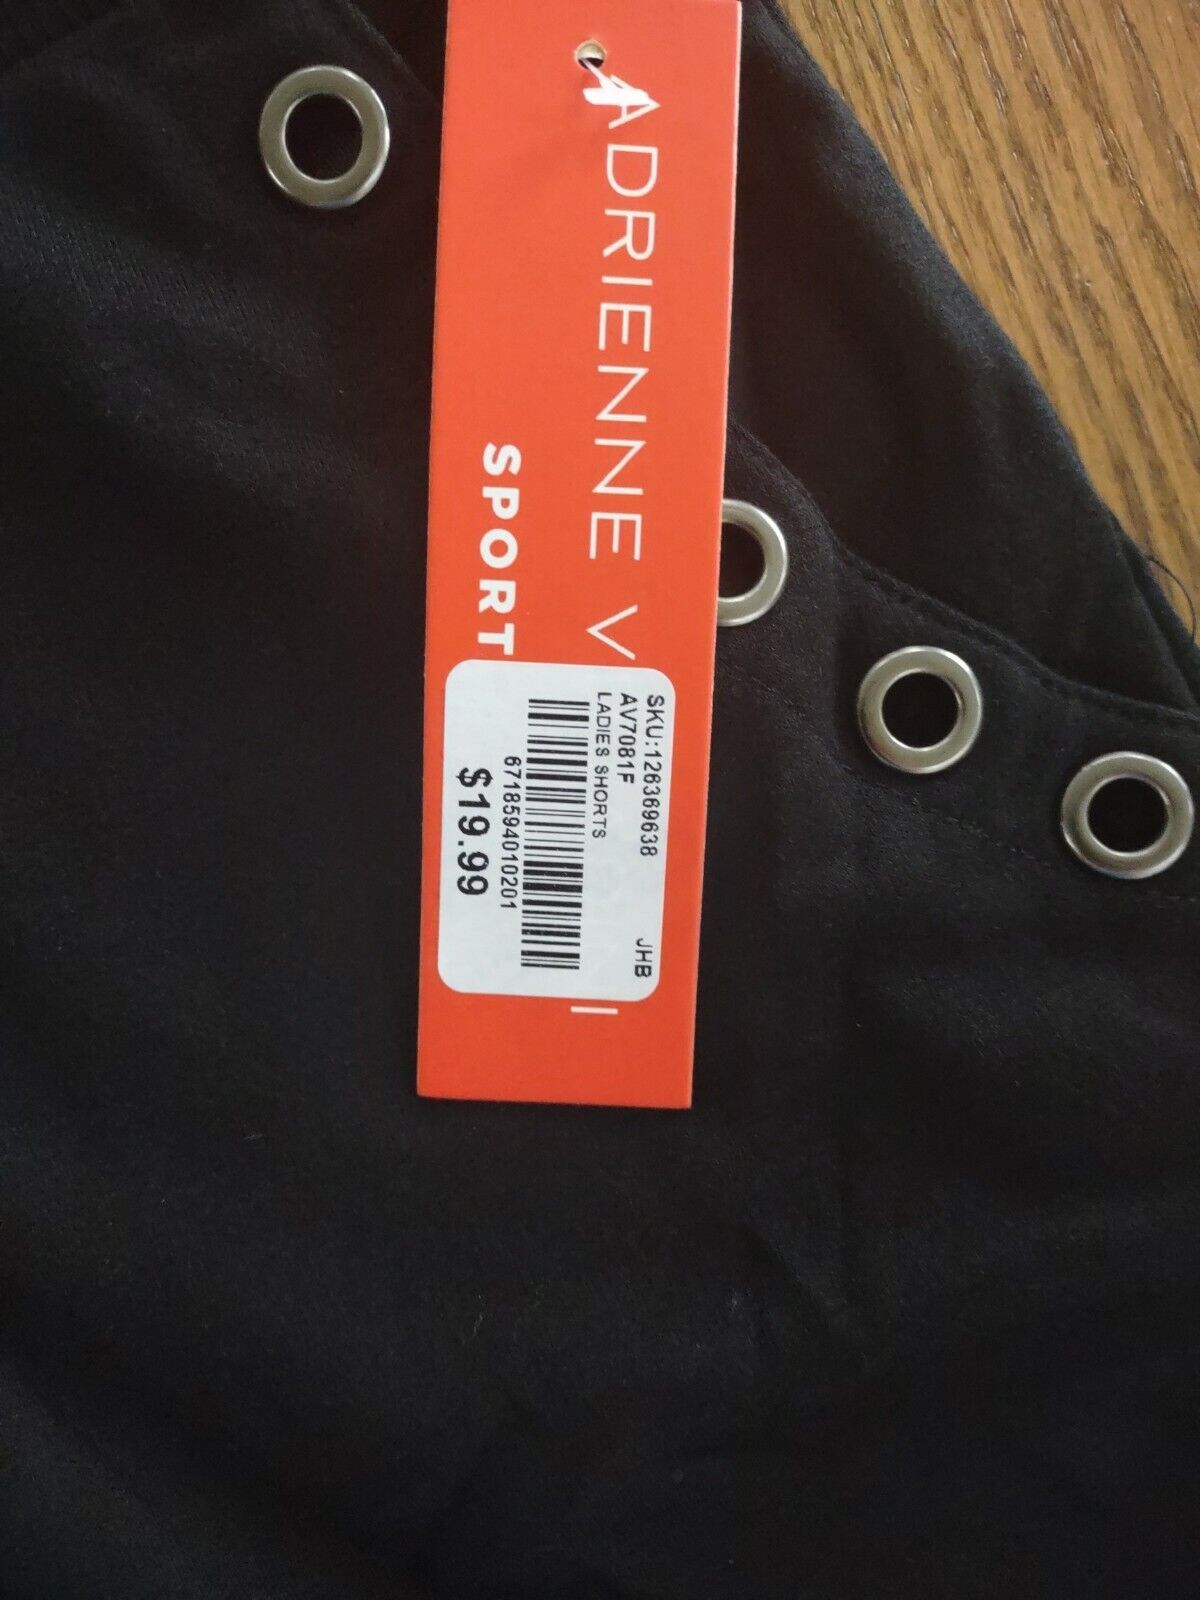 ADRIENNE V
SPORT
SKU:126369638
AV7081F JHB
LADIES SHORTS
671859401020​1
$19.99